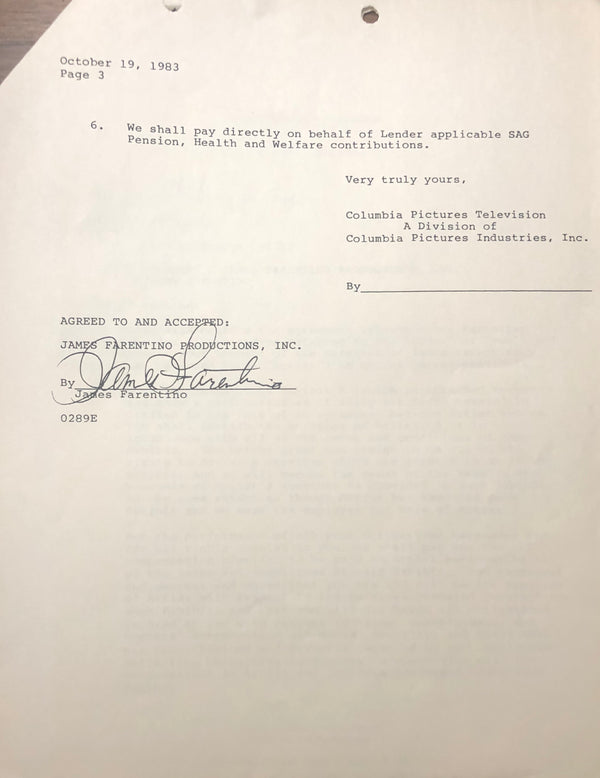 October 19, 1983
Page 3
6. We shall pay directly on behalf of Lender applicable SAG
Pension, Health and Welfare contributions.
Very truly yours,
Columbia Pictures Television
A Division of
Columbia Pictures Industries, Inc.
By
AGREED TO AND ACCEPTED:
JAMES FARENTINO PRODUCTIONS, INC.
By James Farentino
James Farentino
0289E